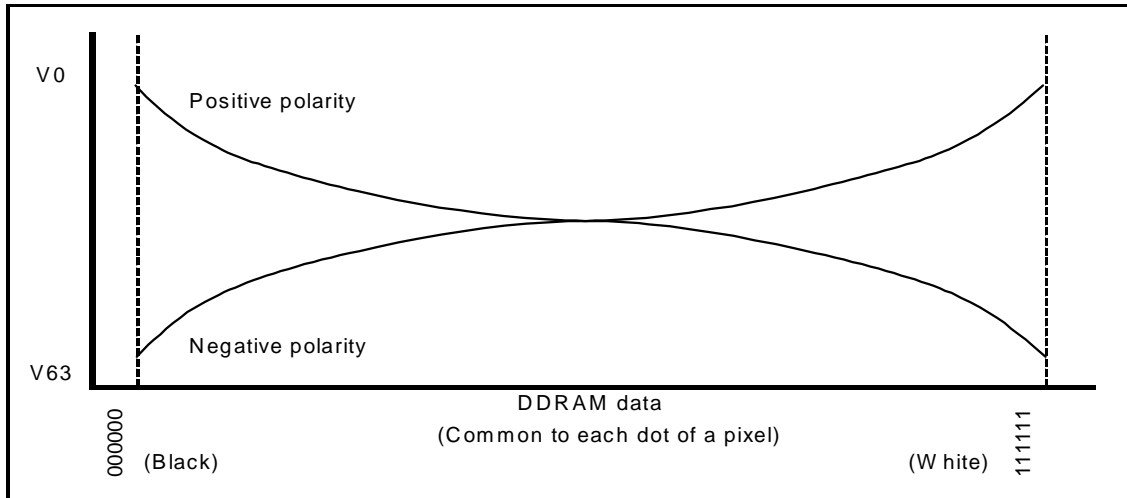 V0
Positive polarity
Negative polarity
V63
DDRAM data
(Common to each dot of a pixel)
000000
(Black)
(White)
111111